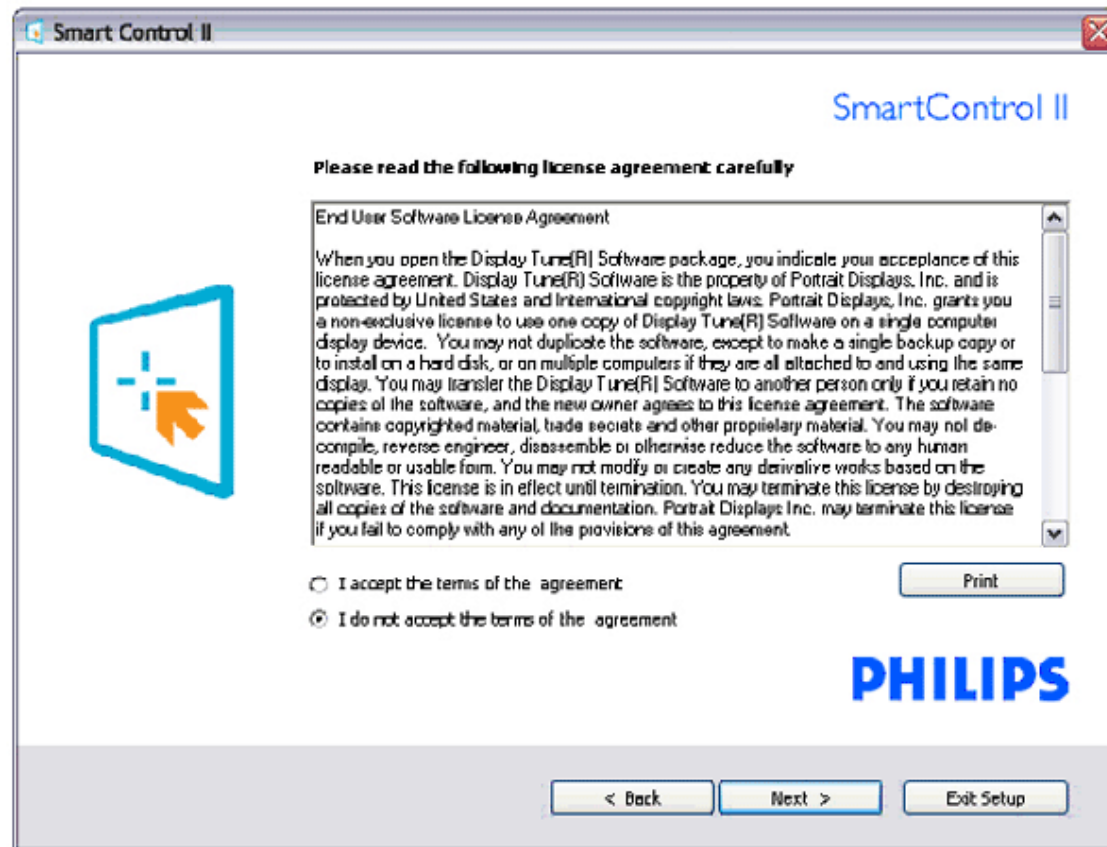 Smart Control II
SmartControl II
Please read the following license agreement carefully
End User Software License Agreement
When you open the Display Tune(R) Software package, you indicate your acceptance of this
license agreement. Display Tune(R) Software is the property of Portrait Displays, Inc. and is
protected by United States and International copyright laws. Portrait Displays, Inc. grants you
a non-exclusive license to use one copy of Display Tune(R) Software on a single computer
display device. You may not duplicate the software, except to make a single backup copy or
to install on a hard disk, or on multiple computers if they are all attached to and using the same
display. You may transfer the Display Tune(R) Software to another person only if you retain no
copies of the software, and the new owner agrees to this license agreement. The software
contains copyrighted material, trade secrets and other proprietary material. You may not de-
compile, reverse engineer, disassemble or otherwise reduce the software to any human
readable or usable form. You may not modify or create any derivative works based on the
software. This license is in effect until termination. You may terminate this license by destroying
all copies of the software and documentation. Portrait Displays Inc. may terminate this license
if you fail to comply with any of the provisions of this agreement.
I accept the terms of the agreement
Print
I do not accept the terms of the agreement
PHILIPS
< Back
Next >
Exit Setup